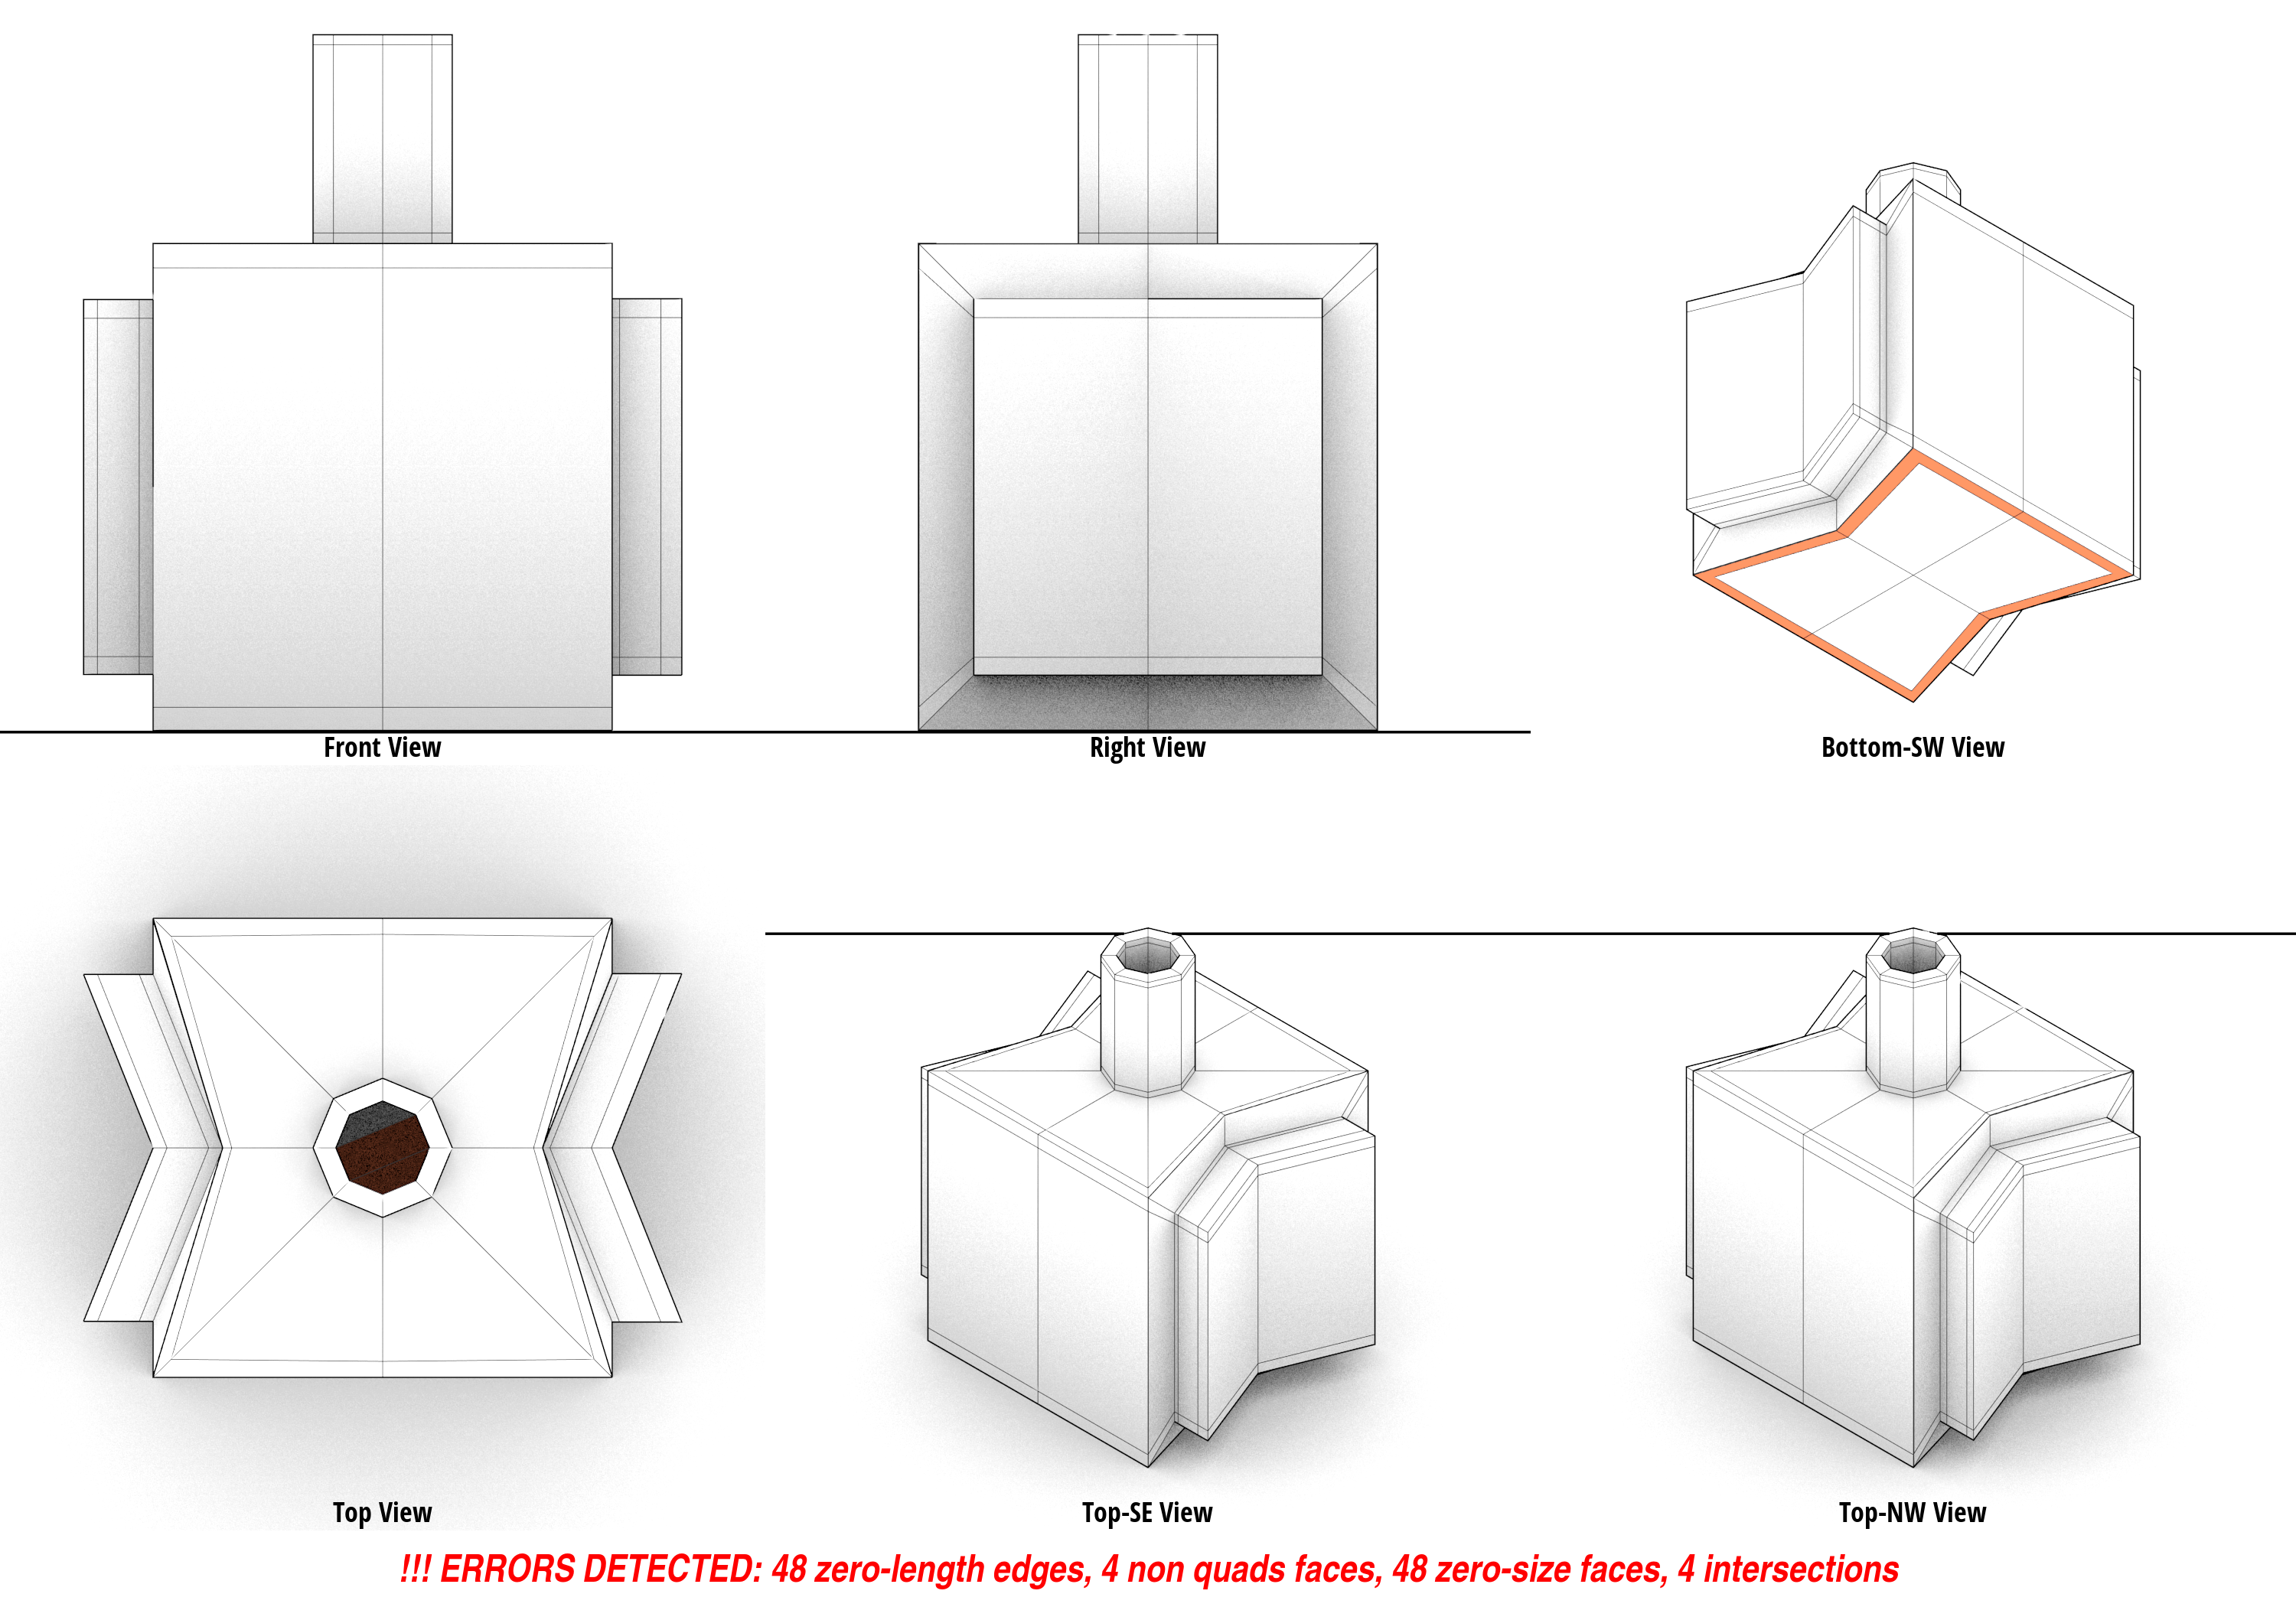 Front View
Right View
Bottom-SW View
Top View
Top-SE View
Top-NW View
!!! ERRORS DETECTED: 48 zero-length edges, 4 non quads faces, 48 zero-size faces, 4 intersections